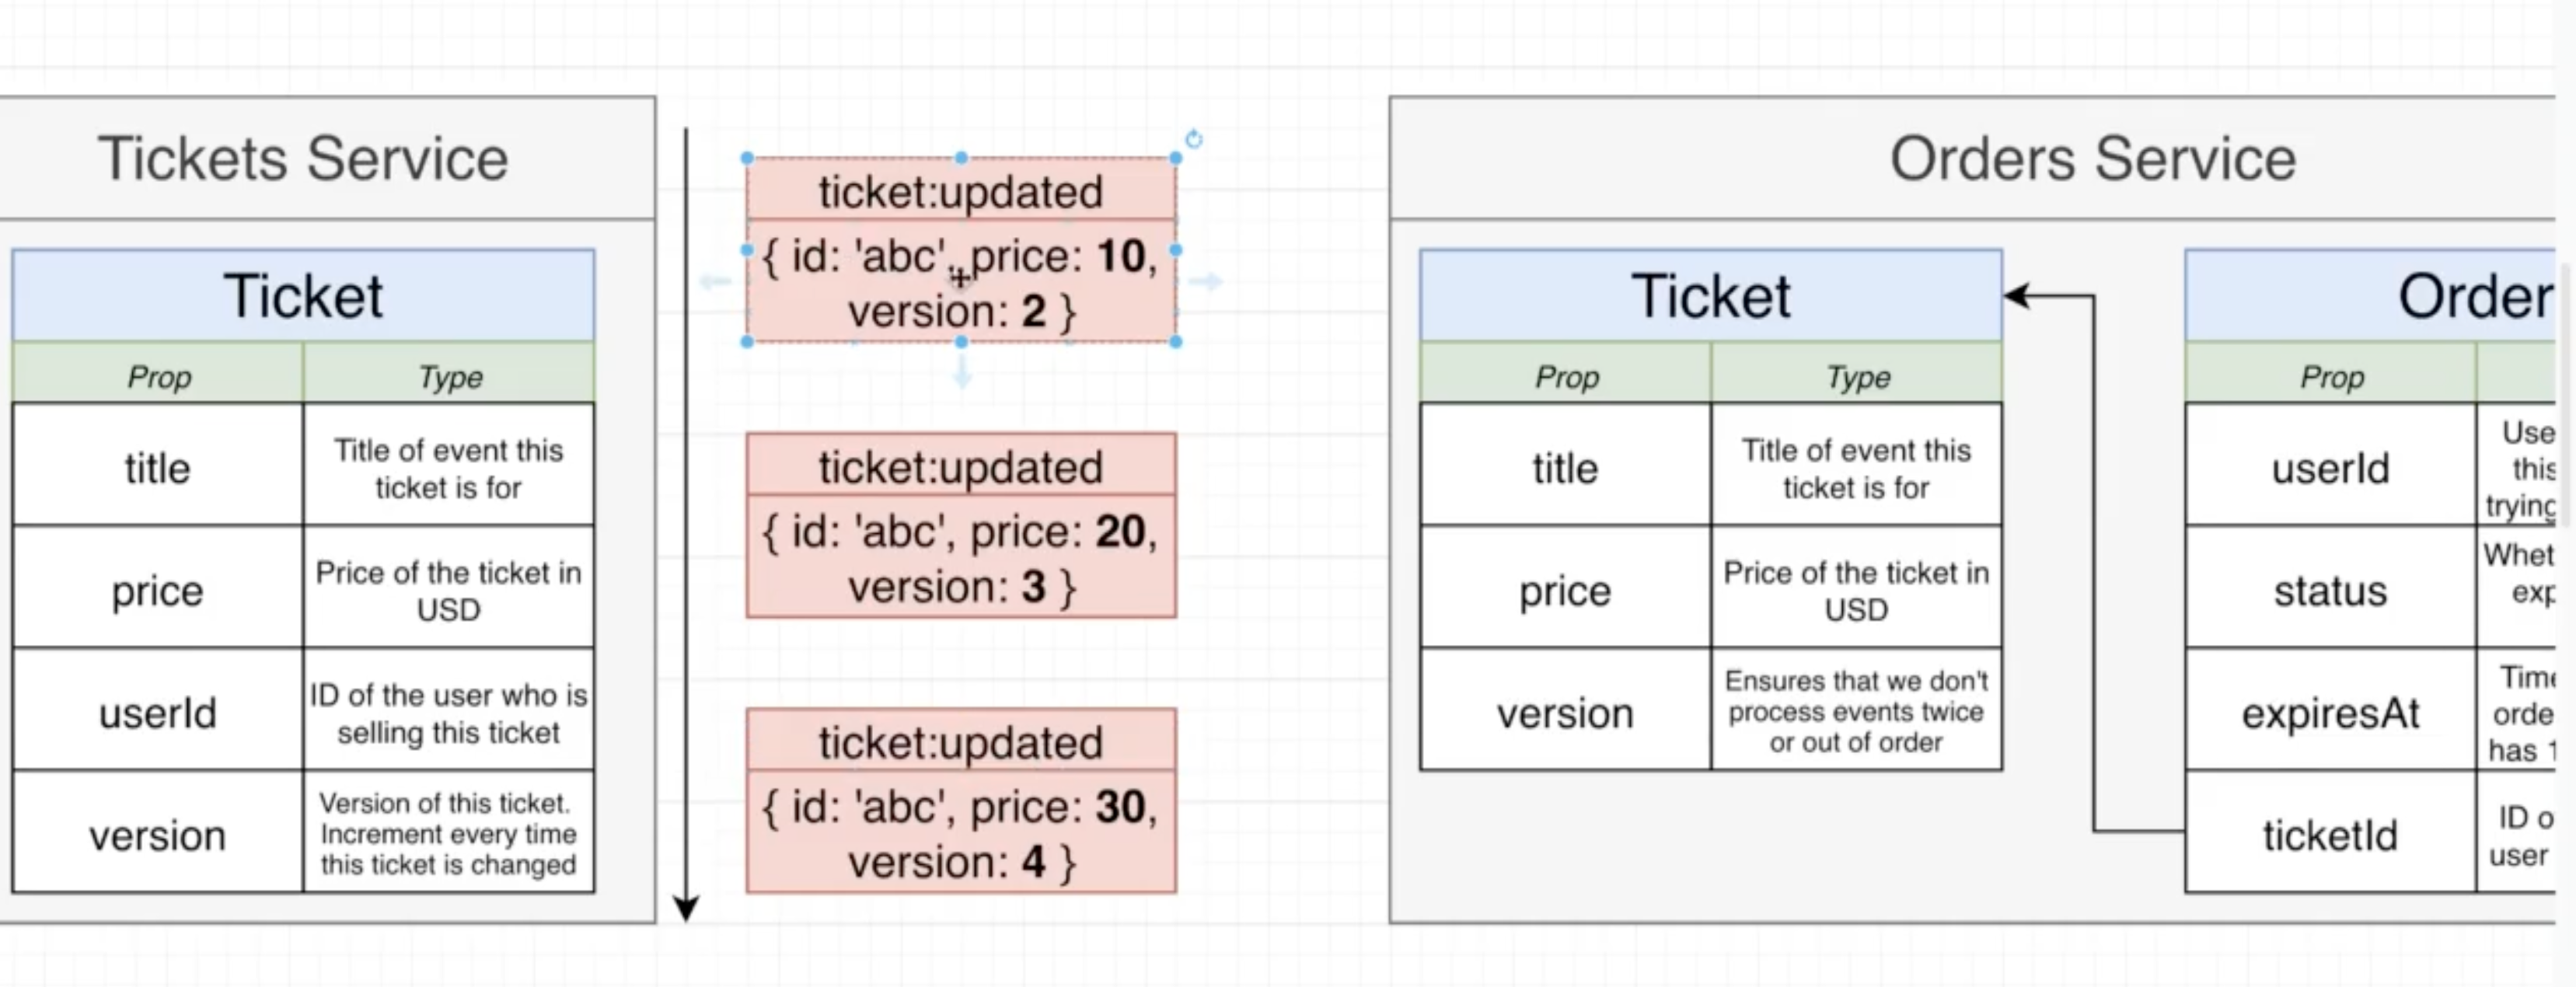 Tickets Service
Ticket
Prop Type
title
Title of event this
ticket is for
price
Price of the ticket in
USD
userId
ID of the user who is
selling this ticket
version
Version of this ticket.
Increment every time
this ticket is changed
ticket:updated
{ id: 'abc', price: 10,
version: 2 }
ticket:updated
{ id: 'abc', price: 20,
version: 3 }
ticket:updated
{ id: 'abc', price: 30,
version: 4 }
Orders Service
Ticket
Prop Type
title
Title of event this
ticket is for
price
Price of the ticket in
USD
version
Ensures that we don't
process events twice
or out of order
Order
Prop
userId
Use
this
trying
status
Whet
exp
expiresAt
Time
orde
has 1
ticketId
ID o
user